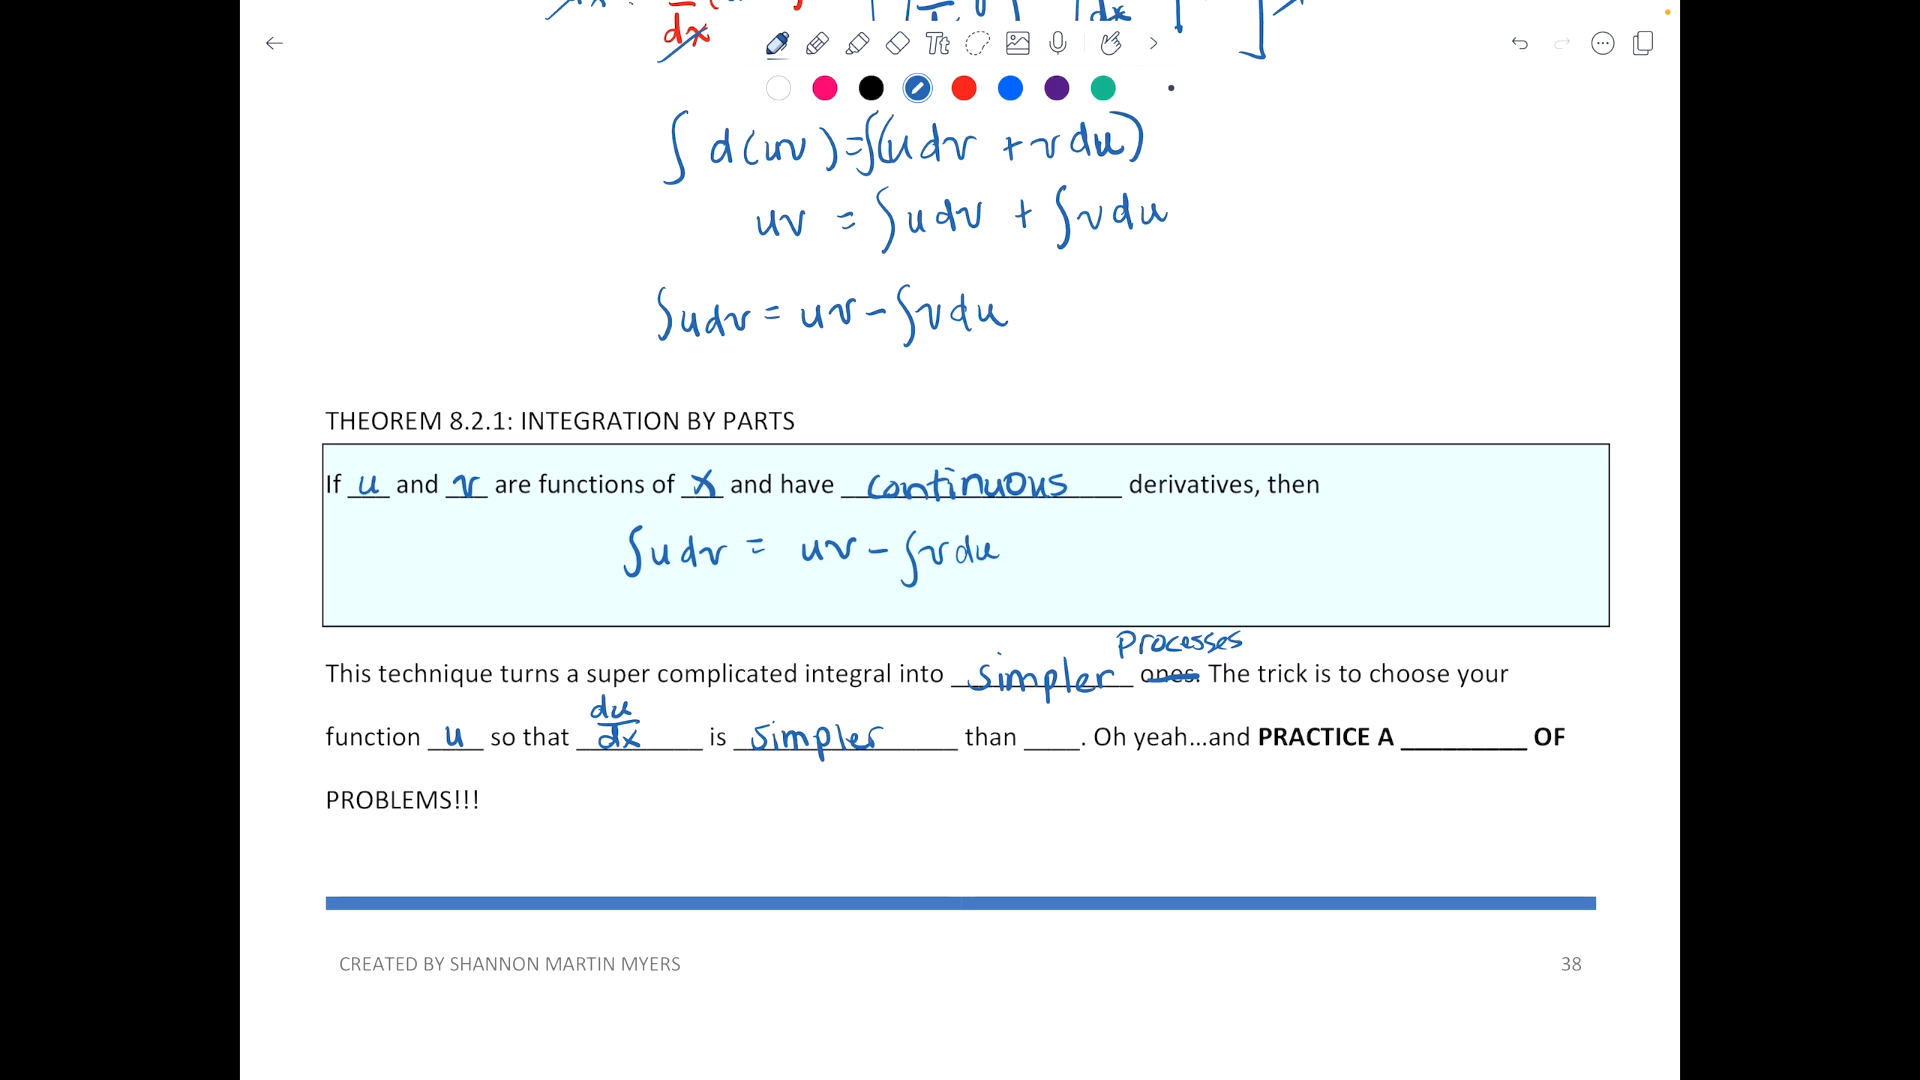 dx
dx
Tt
∫ d(uv) = ∫(u dv + v du)
uv = ∫ u dv + ∫ v du
∫ u dv = uv - ∫ v du
THEOREM 8.2.1: INTEGRATION BY PARTS
If u and v are functions of x and have continuous derivatives, then
∫ u dv = uv - ∫ v du
processes
This technique turns a super complicated integral into simpler ones. The trick is to choose your
function u so that du/dx is simpler than ____. Oh yeah...and PRACTICE A _________ OF
PROBLEMS!!!
CREATED BY SHANNON MARTIN MYERS
38